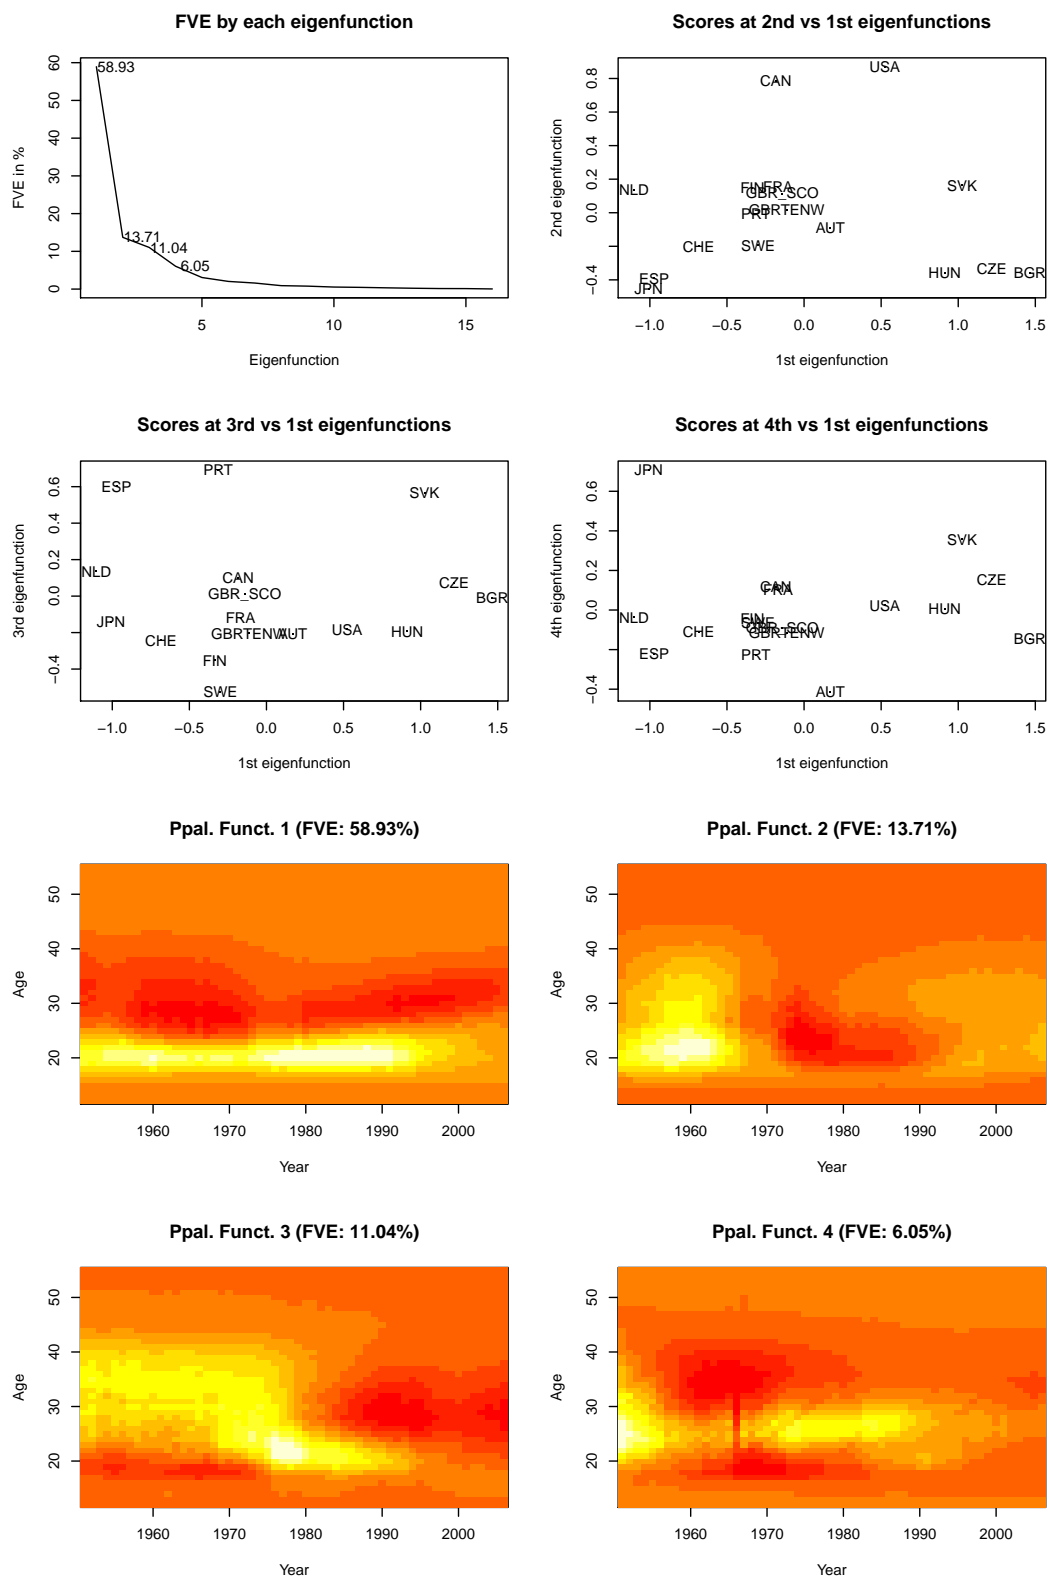 FVE by each eigenfunction
FVE in %
60
50
40
30
20
10
0
58.93
13.71
11.04
6.05
5
10
15
Eigenfunction
Scores at 2nd vs 1st eigenfunctions
2nd eigenfunction
0.8
0.4
0.2
0.0
−0.4
USA
CAN
NLD
FIN
FRA
SVK
GBR_SCO
GBRTENW
PRT
AUT
CHE
SWE
ESP
JPN
HUN
CZE
BGR
−1.0
−0.5
0.0
0.5
1.0
1.5
1st eigenfunction
Scores at 3rd vs 1st eigenfunctions
3rd eigenfunction
0.6
0.4
0.2
0.0
−0.4
PRT
ESP
SVK
NLD
CAN
CZE
GBR_SCO
BGR
JPN
FRA
CHE
GBRTENW
AUT
USA
HUN
FIN
SWE
−1.0
−0.5
0.0
0.5
1.0
1.5
1st eigenfunction
Scores at 4th vs 1st eigenfunctions
4th eigenfunction
0.6
0.4
0.2
0.0
−0.4
JPN
SVK
CZE
CAN
FRA
USA
HUN
NLD
FIN
SWE
GBR_SCO
GBRTENW
CHE
BGR
ESP
PRT
AUT
−1.0
−0.5
0.0
0.5
1.0
1.5
1st eigenfunction
Ppal. Funct. 1 (FVE: 58.93%)
Age
50
40
30
20
1960
1970
1980
1990
2000
Year
Ppal. Funct. 2 (FVE: 13.71%)
Age
50
40
30
20
1960
1970
1980
1990
2000
Year
Ppal. Funct. 3 (FVE: 11.04%)
Age
50
40
30
20
1960
1970
1980
1990
2000
Year
Ppal. Funct. 4 (FVE: 6.05%)
Age
50
40
30
20
1960
1970
1980
1990
2000
Year